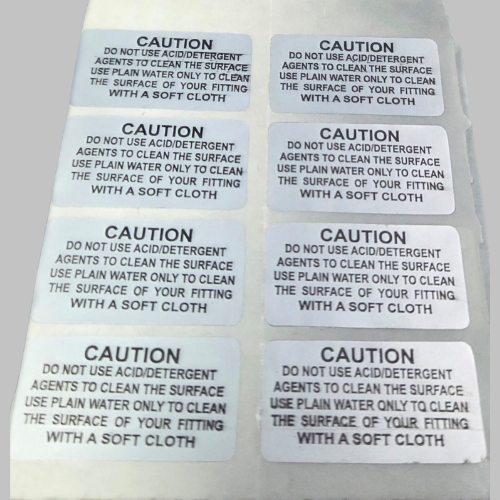 CAUTION
DO NOT USE ACID/DETERGENT
AGENTS TO CLEAN THE SURFACE
USE PLAIN WATER ONLY TO CLEAN
THE SURFACE OF YOUR FITTING
WITH A SOFT CLOTH
CAUTION
DO NOT USE ACID/DETERGENT
AGENTS TO CLEAN THE SURFACE
USE PLAIN WATER ONLY TO CLEAN
THE SURFACE OF YOUR FITTING
WITH A SOFT CLOTH
CAUTION
DO NOT USE ACID/DETERGENT
AGENTS TO CLEAN THE SURFACE
USE PLAIN WATER ONLY TO CLEAN
THE SURFACE OF YOUR FITTING
WITH A SOFT CLOTH
CAUTION
DO NOT USE ACID/DETERGENT
AGENTS TO CLEAN THE SURFACE
USE PLAIN WATER ONLY TO CLEAN
THE SURFACE OF YOUR FITTING
WITH A SOFT CLOTH
CAUTION
DO NOT USE ACID/DETERGENT
AGENTS TO CLEAN THE SURFACE
USE PLAIN WATER ONLY TO CLEAN
THE SURFACE OF YOUR FITTING
WITH A SOFT CLOTH
CAUTION
DO NOT USE ACID/DETERGENT
AGENTS TO CLEAN THE SURFACE
USE PLAIN WATER ONLY TO CLEAN
THE SURFACE OF YOUR FITTING
WITH A SOFT CLOTH
CAUTION
DO NOT USE ACID/DETERGENT
AGENTS TO CLEAN THE SURFACE
USE PLAIN WATER ONLY TO CLEAN
THE SURFACE OF YOUR FITTING
WITH A SOFT CLOTH
CAUTION
DO NOT USE ACID/DETERGENT
AGENTS TO CLEAN THE SURFACE
USE PLAIN WATER ONLY TO CLEAN
THE SURFACE OF YOUR FITTING
WITH A SOFT CLOTH